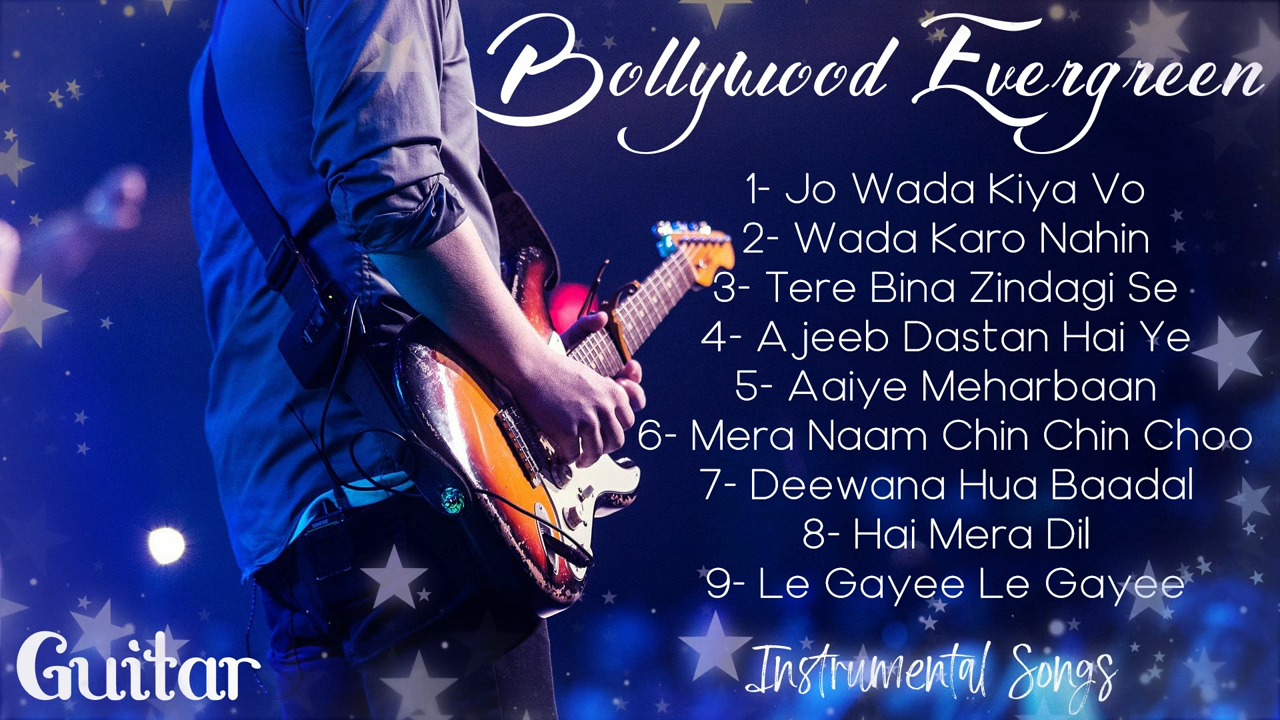 Bollywood Evergreen
1- Jo Wada Kiya Vo
2- Wada Karo Nahin
3- Tere Bina Zindagi Se
4- Ajeeb Dastan Hai Ye
5- Aaiye Meharbaan
6- Mera Naam Chin Chin Choo
7- Deewana Hua Baadal
8- Hai Mera Dil
9- Le Gayee Le Gayee
Guitar
Instrumental Songs